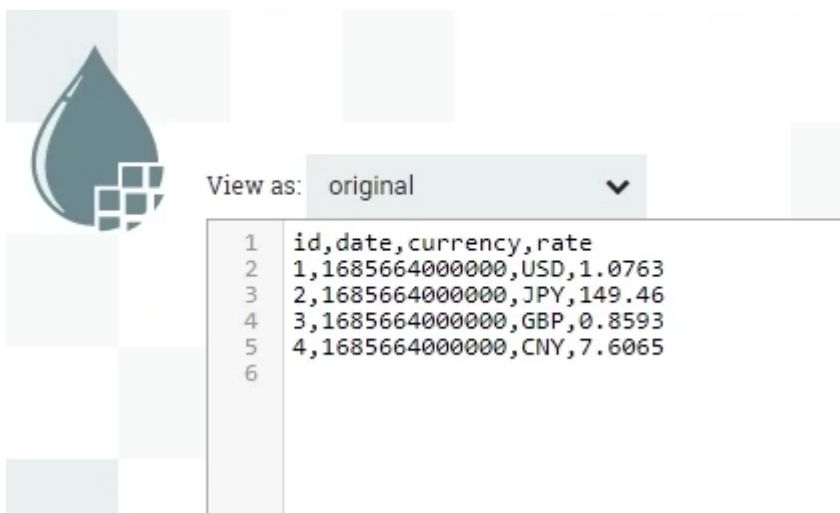 View as: original
1 id,date,currency,rate
2 1,1685664000000,USD,1.0763
3 2,1685664000000,JPY,149.46
4 3,1685664000000,GBP,0.8593
5 4,1685664000000,CNY,7.6065
6